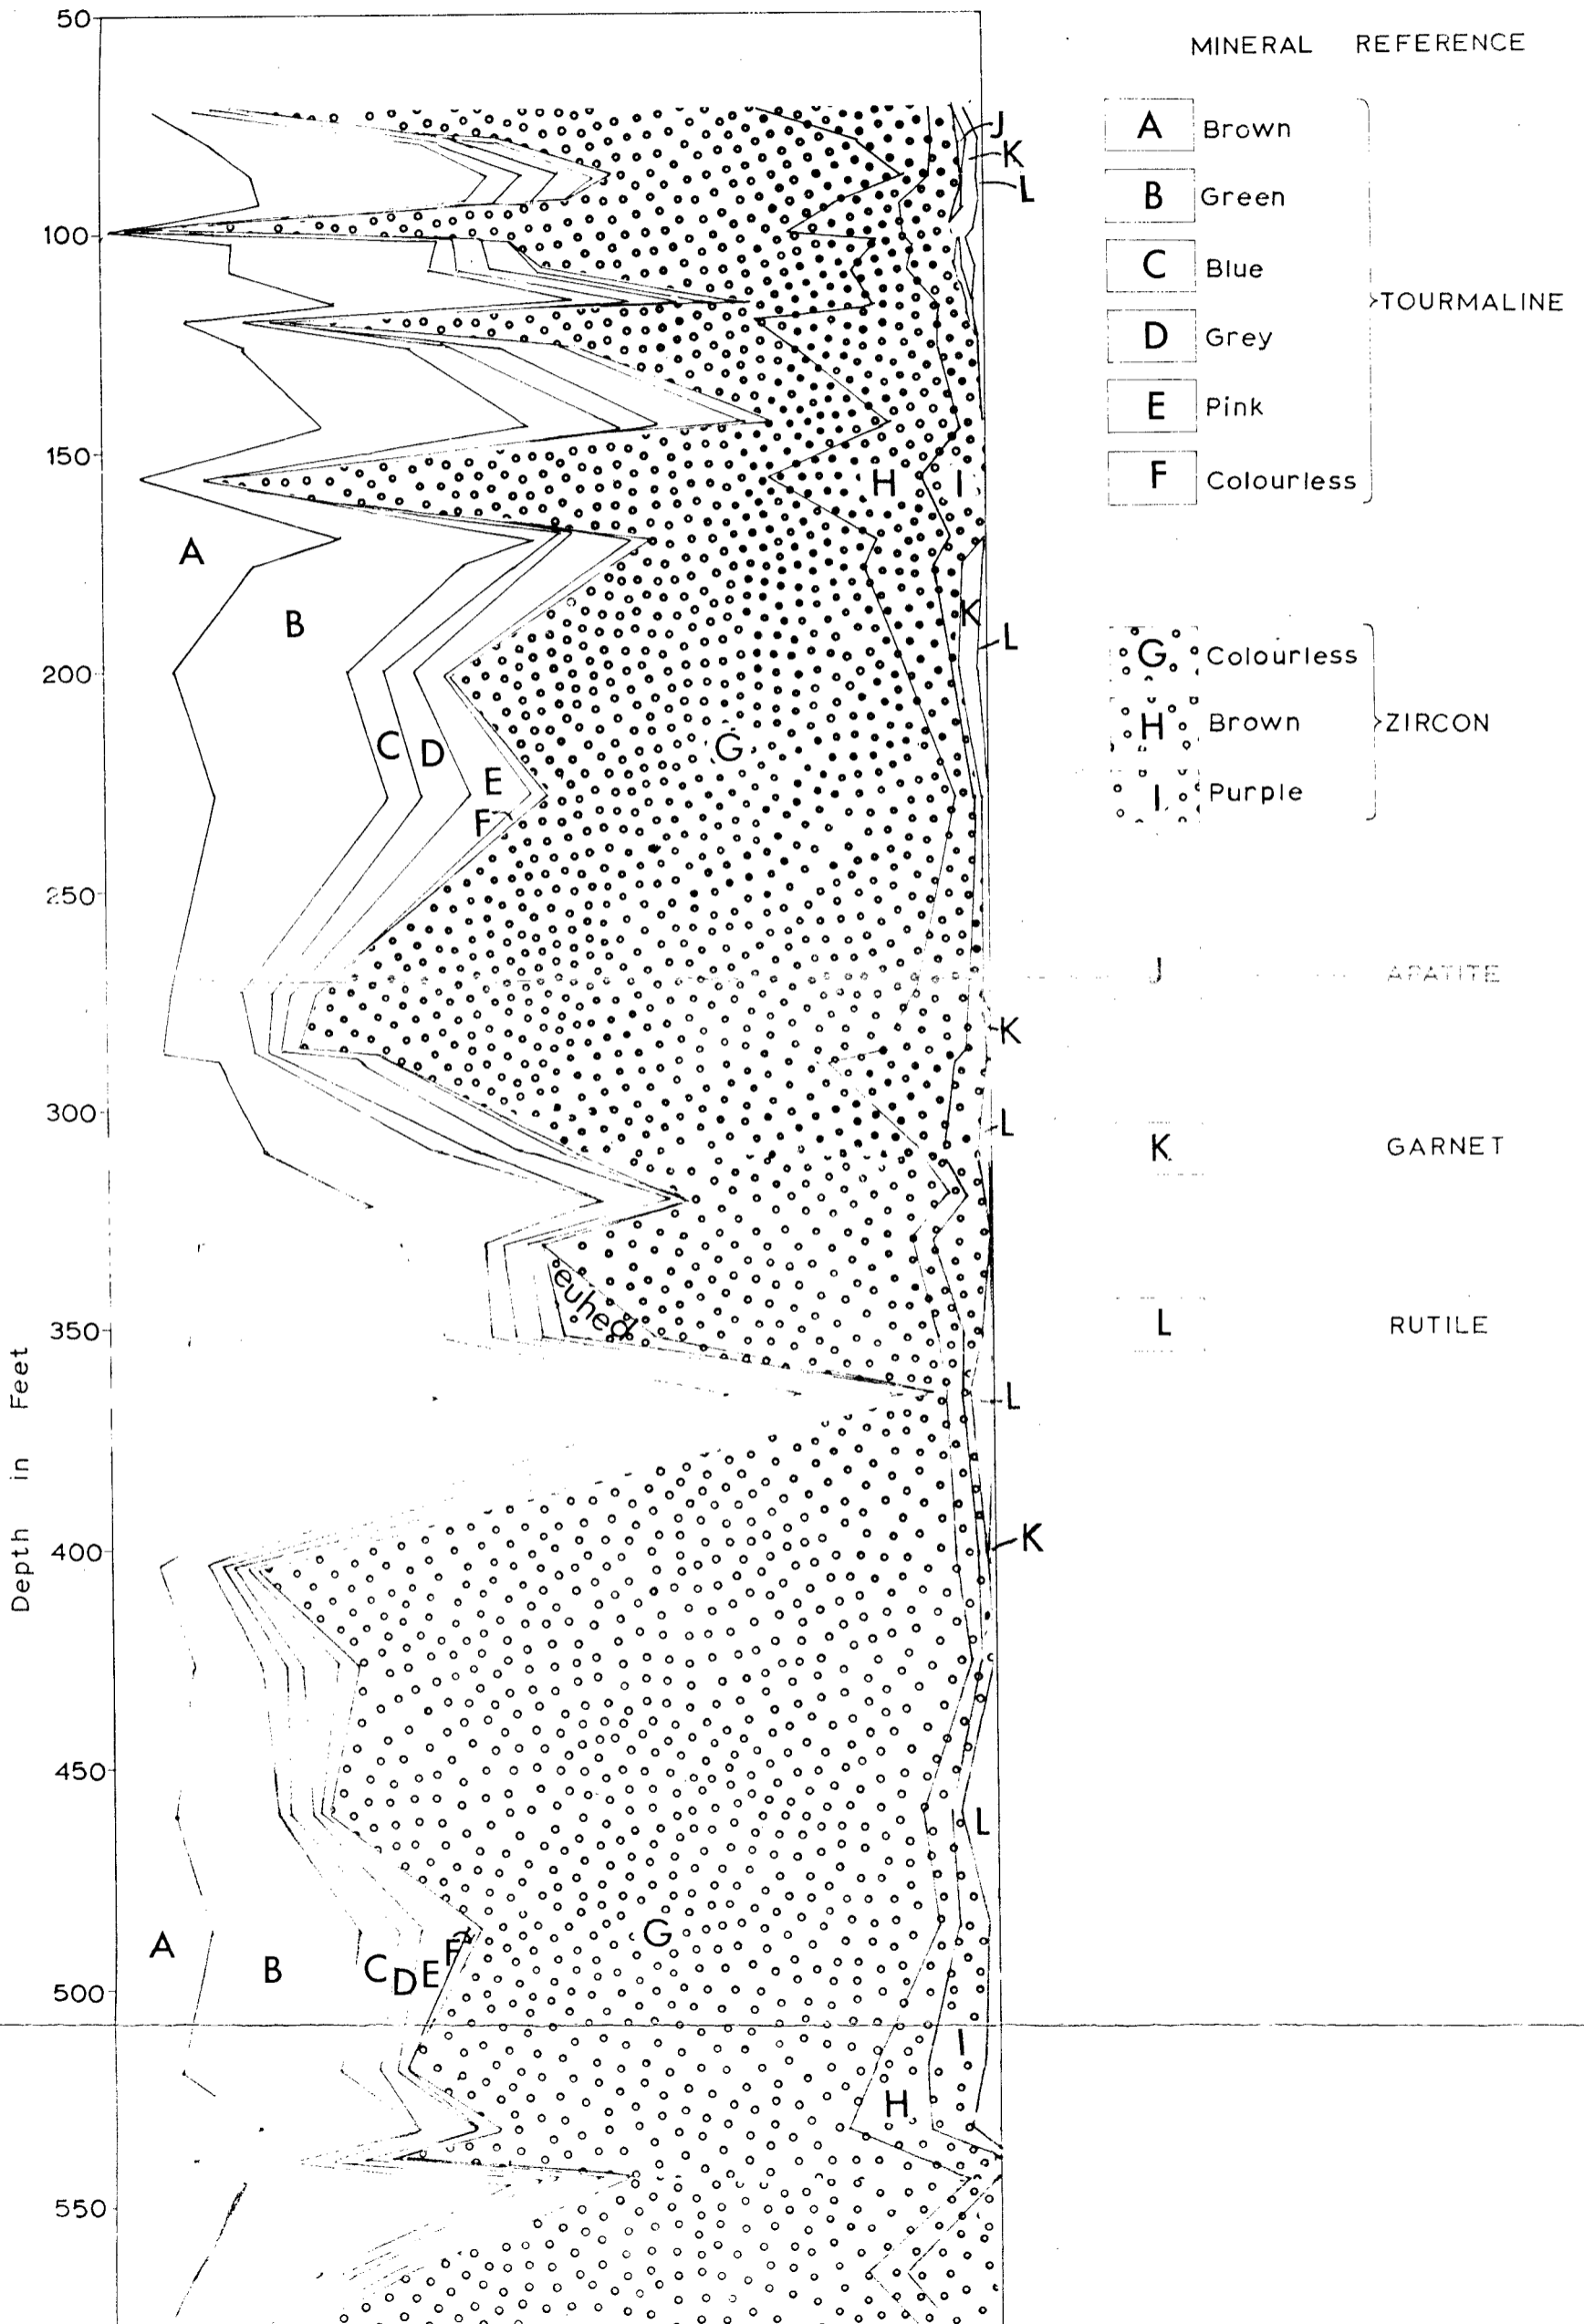 MINERAL REFERENCE
A Brown
B Green
C Blue
D Grey
E Pink
F Colourless
TOURMALINE
G Colourless
H Brown
I Purple
ZIRCON
J APATITE
K GARNET
L RUTILE
Depth in Feet
50
100
150
200
250
300
350
400
450
500
550
J
K
L
H
I
A
B
K
L
C
D
E
F
G
K
L
euhed
L
K
L
A
B
C
D
E
F
G
H
I